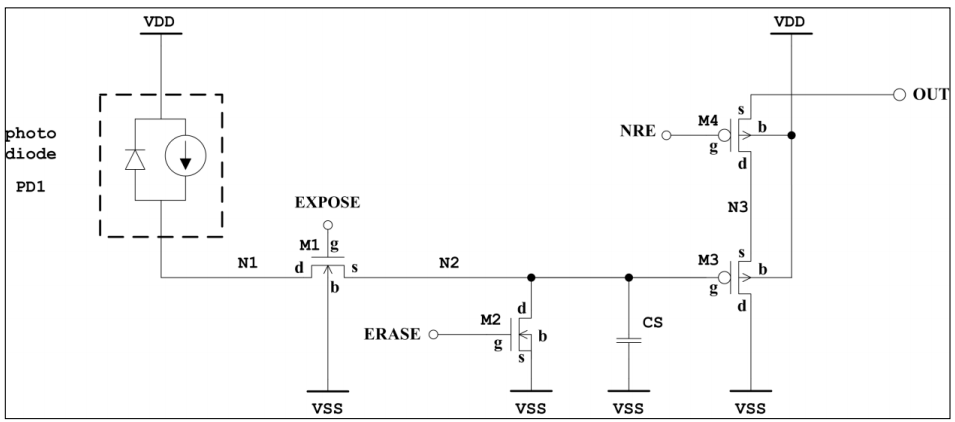 VDD
VDD
OUT
photo
diode
PD1
M4
s
b
NRE
g
d
EXPOSE
N3
M1 g
N1
d
s
N2
b
M3
s
b
g
d
M2
d
b
ERASE
g
s
CS
VSS
VSS
VSS
VSS